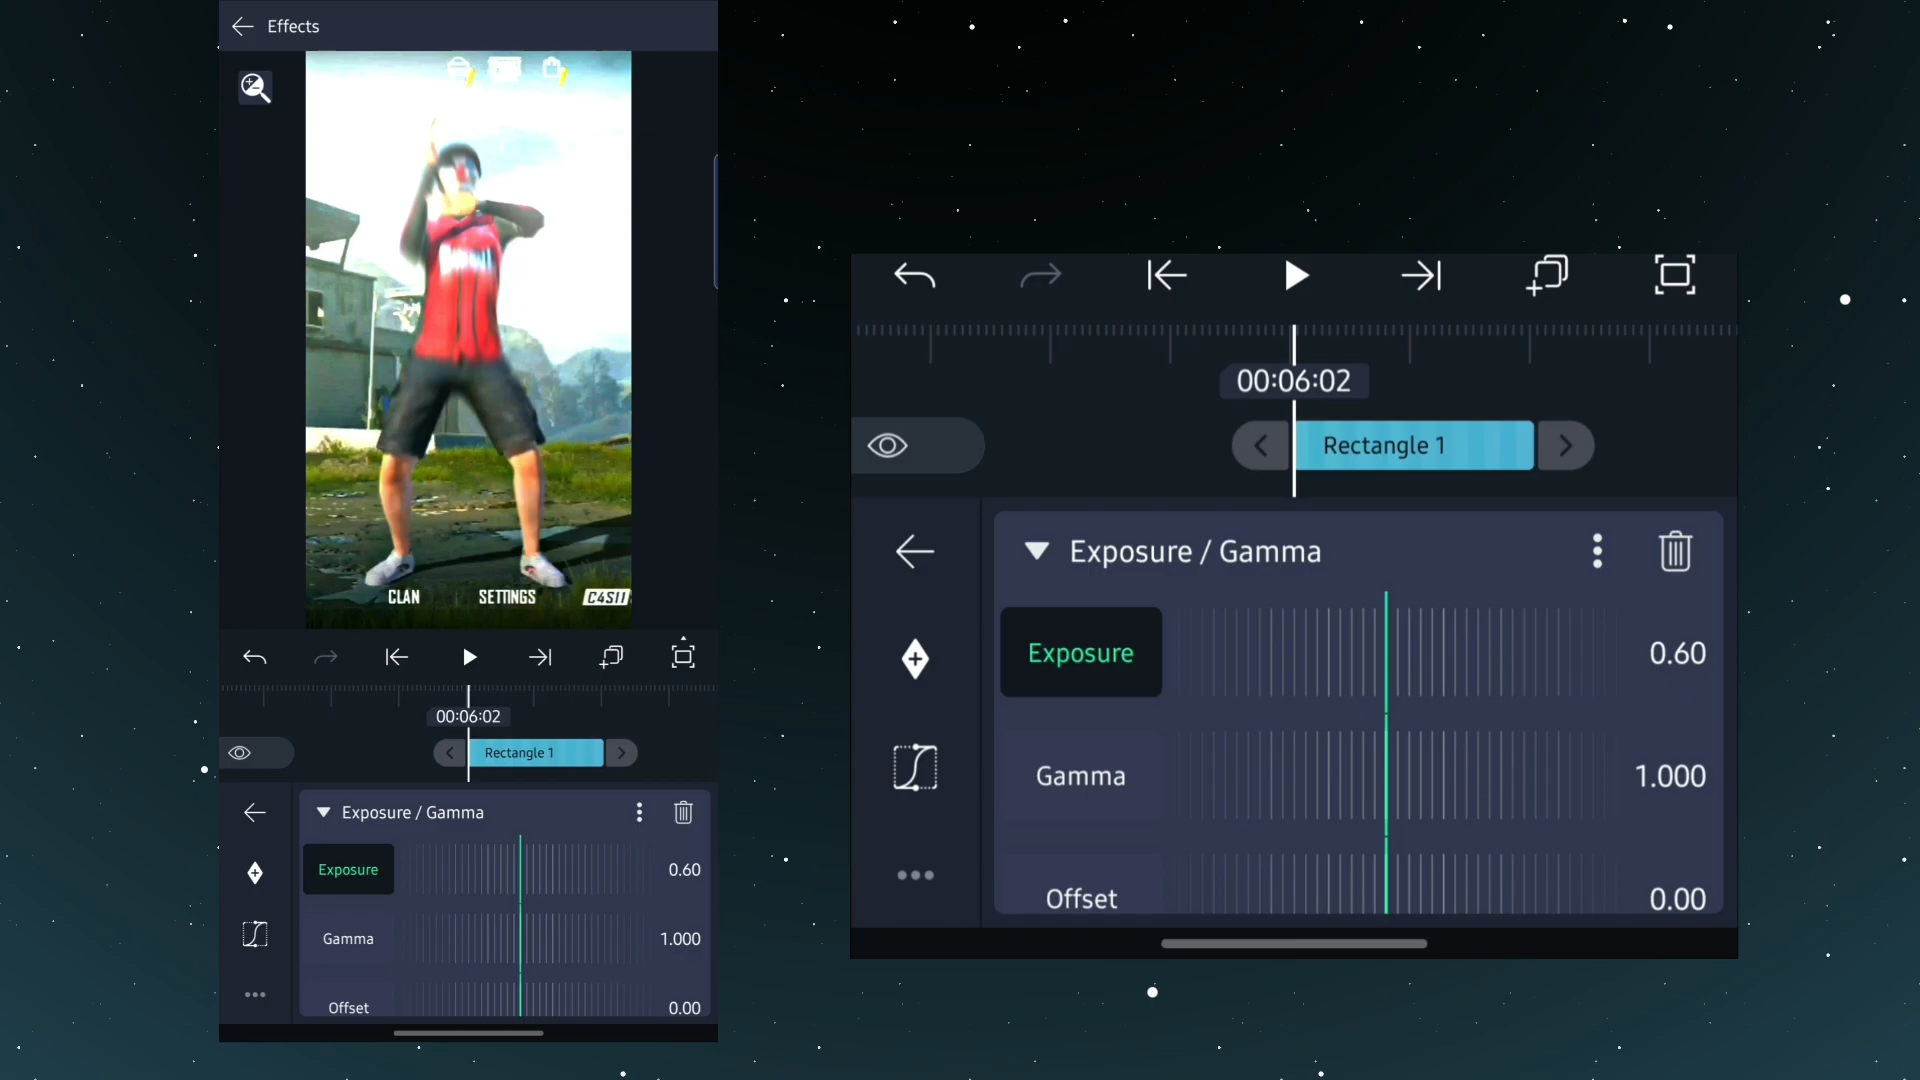 Effects
CLAN
SETTINGS
C4S11
00:06:02
Rectangle 1
Exposure / Gamma
Exposure
0.60
Gamma
1.000
Offset
0.00
00:06:02
Rectangle 1
Exposure / Gamma
Exposure
0.60
Gamma
1.000
Offset
0.00